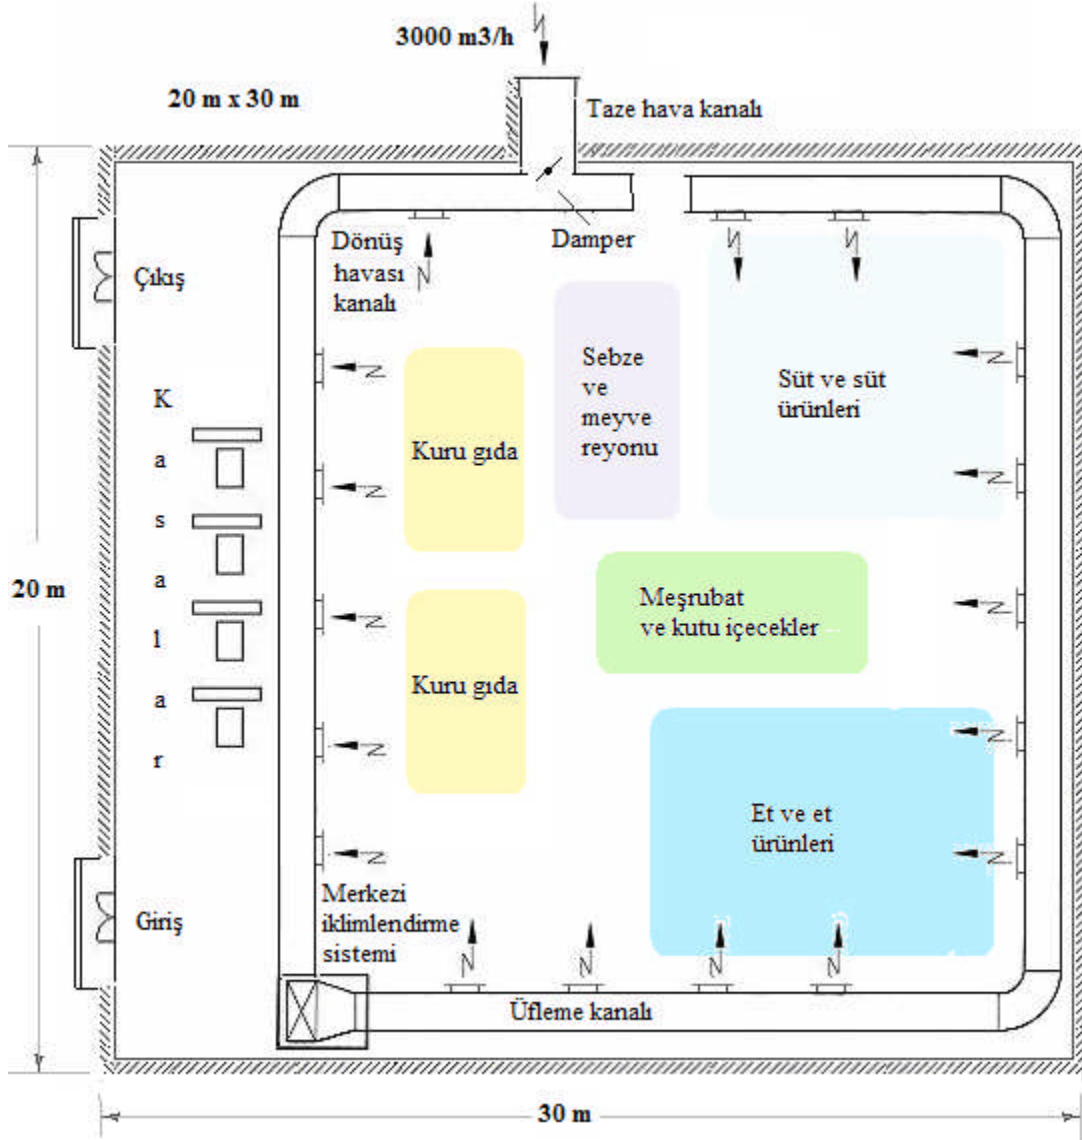 3000 m3/h
20 m x 30 m
Taze hava kanalı
Dönüş
havası
kanalı
Damper
Çıkış
Sebze
ve
meyve
reyonu
Süt ve süt
ürünleri
K
a
s
a
l
a
r
Kuru gıda
20 m
Meşrubat
ve kutu içecekler
Kuru gıda
Et ve et
ürünleri
Merkezi
iklimlendirme
sistemi
Giriş
Üfleme kanalı
30 m